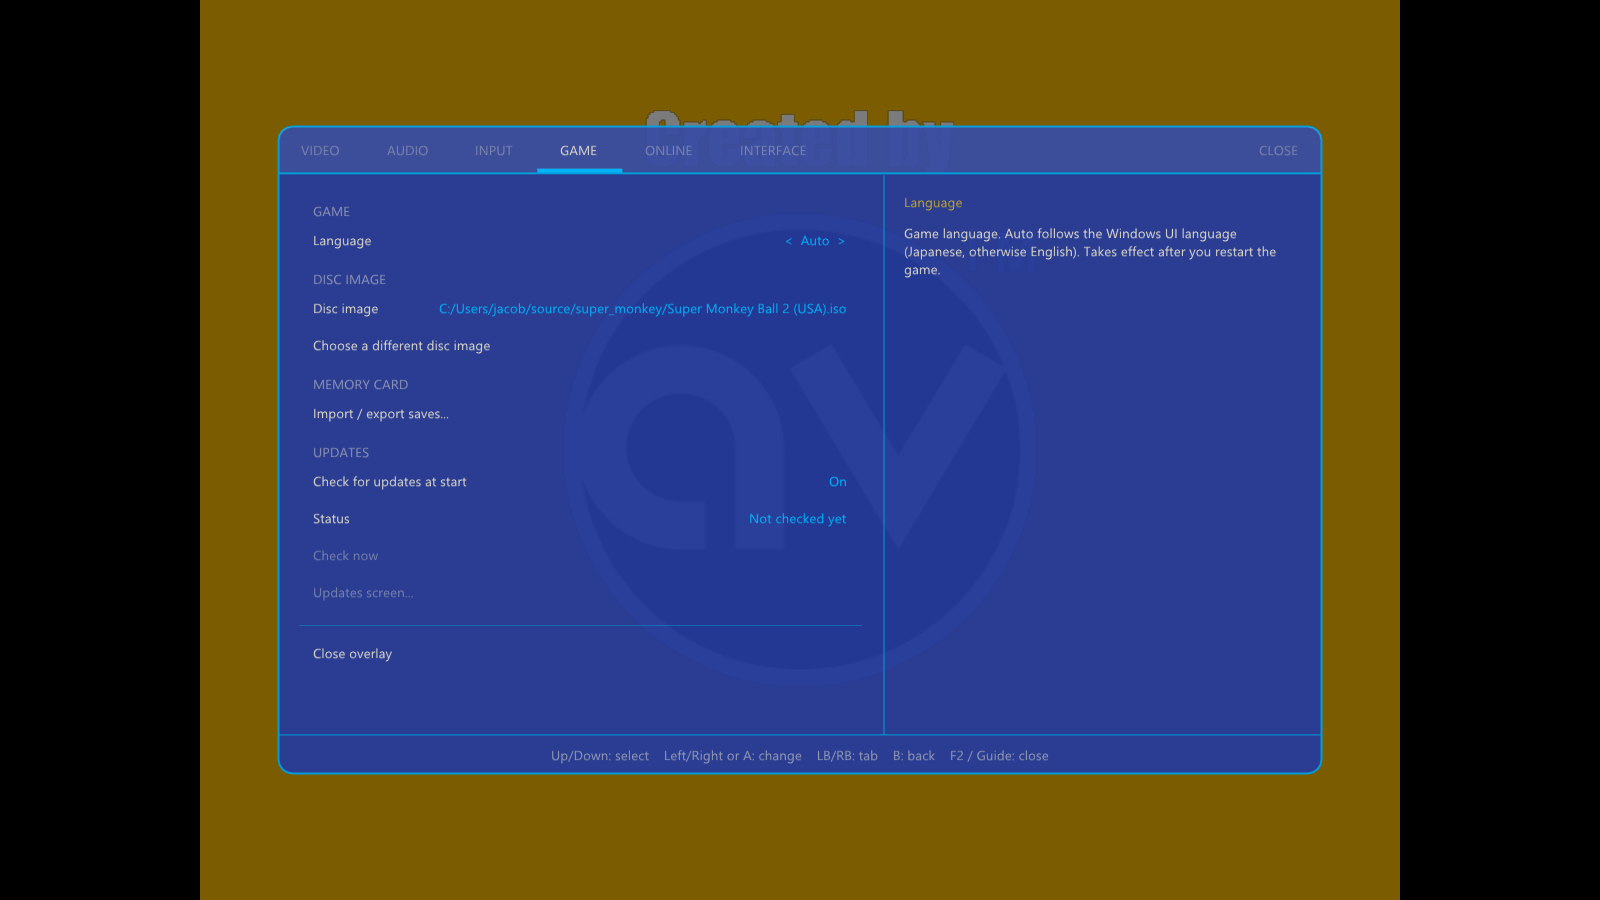 Created by
VIDEO AUDIO INPUT GAME ONLINE INTERFACE CLOSE
GAME
Language < Auto >
DISC IMAGE
Disc image C:/Users/jacob/source/super_monkey/Super Monkey Ball 2 (USA).iso
Choose a different disc image
MEMORY CARD
Import / export saves...
UPDATES
Check for updates at start On
Status Not checked yet
Check now
Updates screen...
Close overlay
Language
Game language. Auto follows the Windows UI language
(Japanese, otherwise English). Takes effect after you restart the
game.
Up/Down: select Left/Right or A: change LB/RB: tab B: back F2 / Guide: close